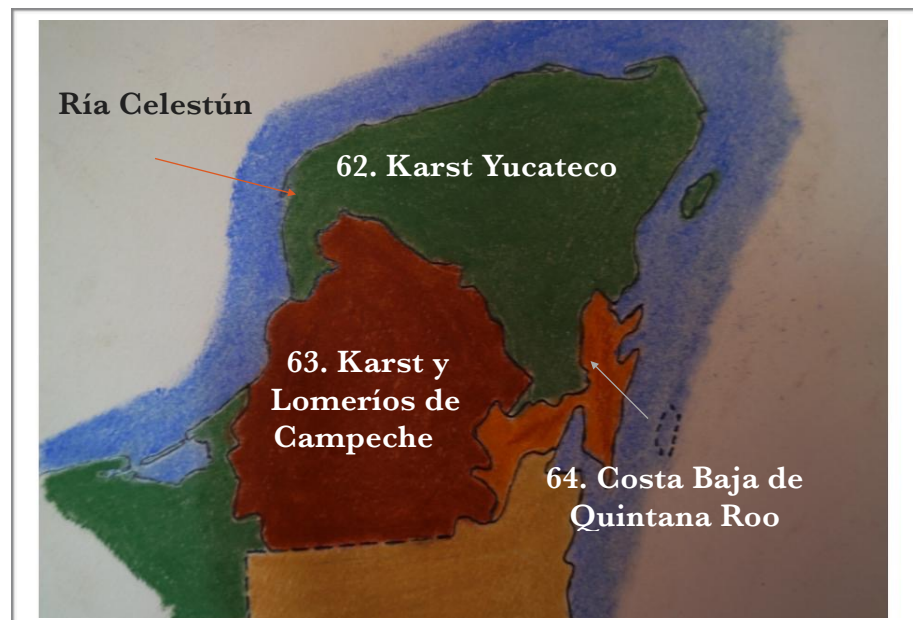 Ría Celestún
62. Karst Yucateco
63. Karst y
Lomeríos de
Campeche
64. Costa Baja de
Quintana Roo